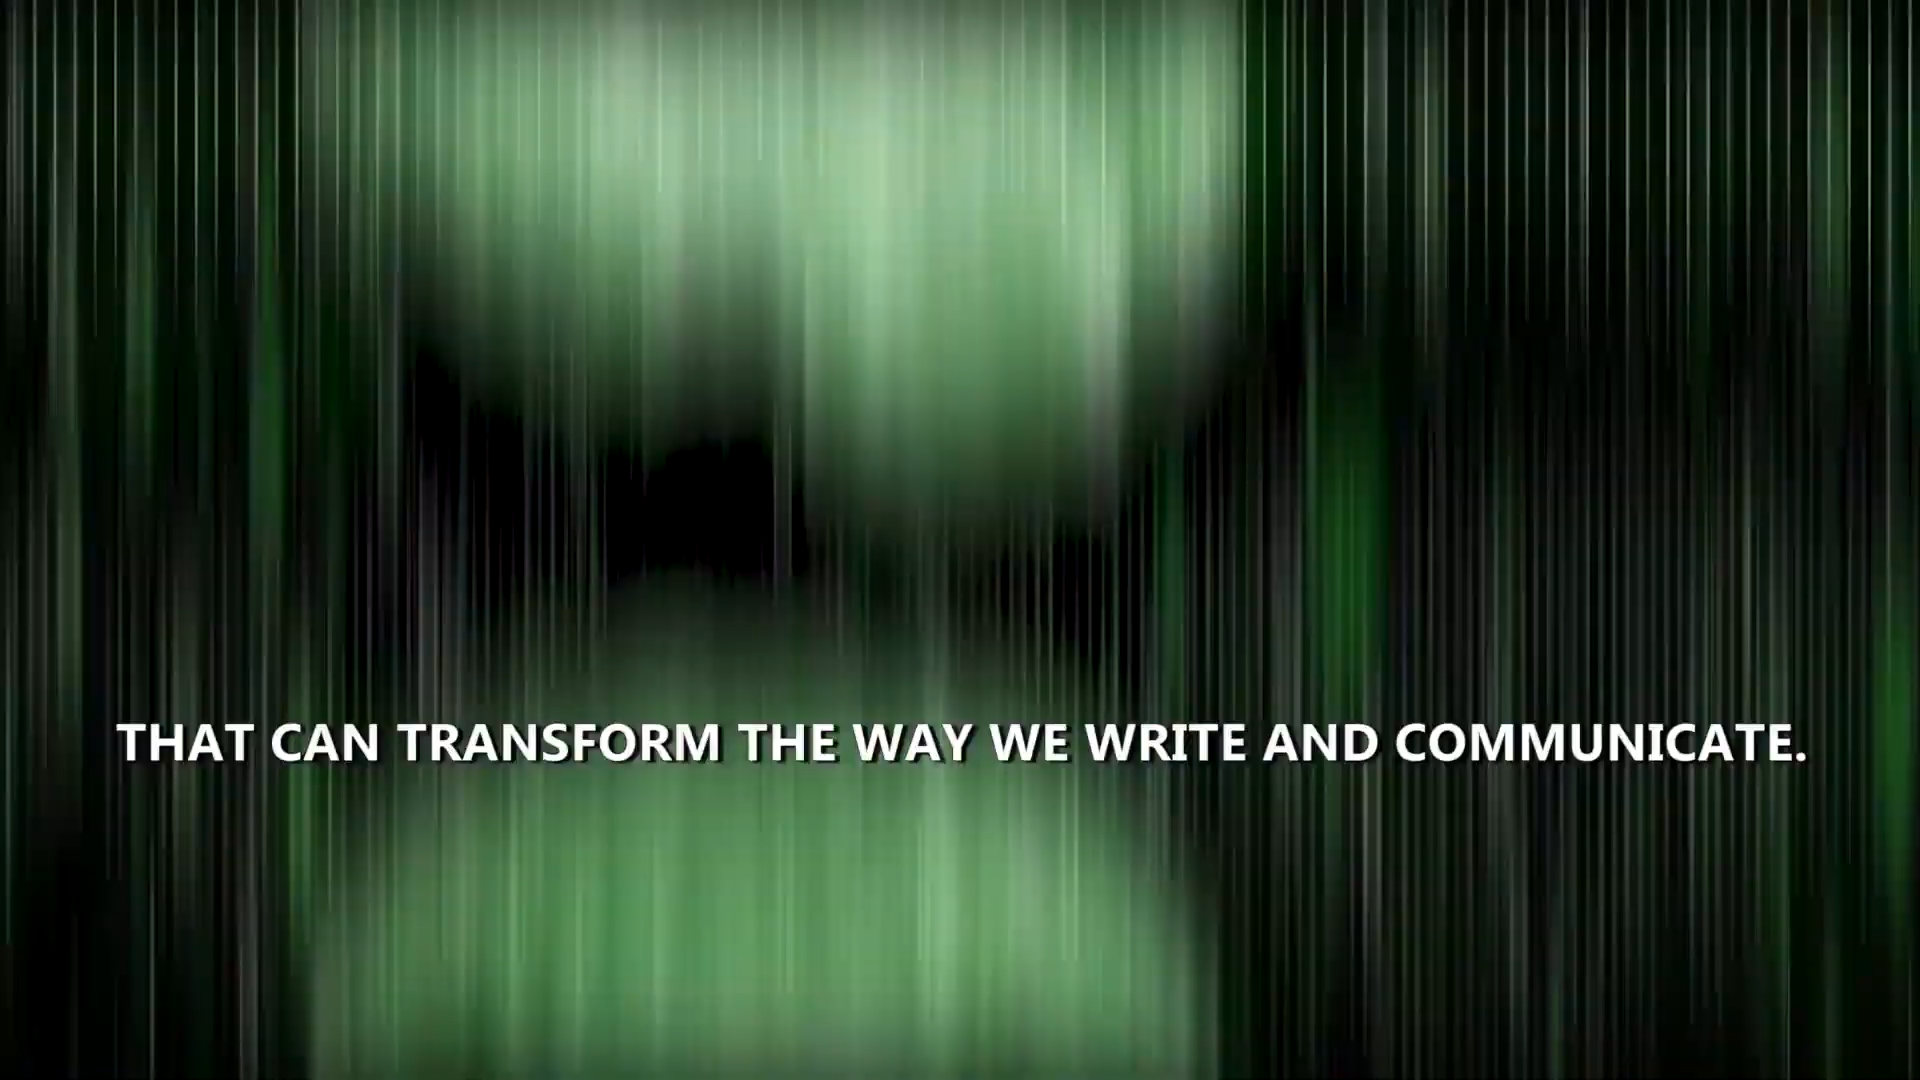 THAT CAN TRANSFORM THE WAY WE WRITE AND COMMUNICATE.